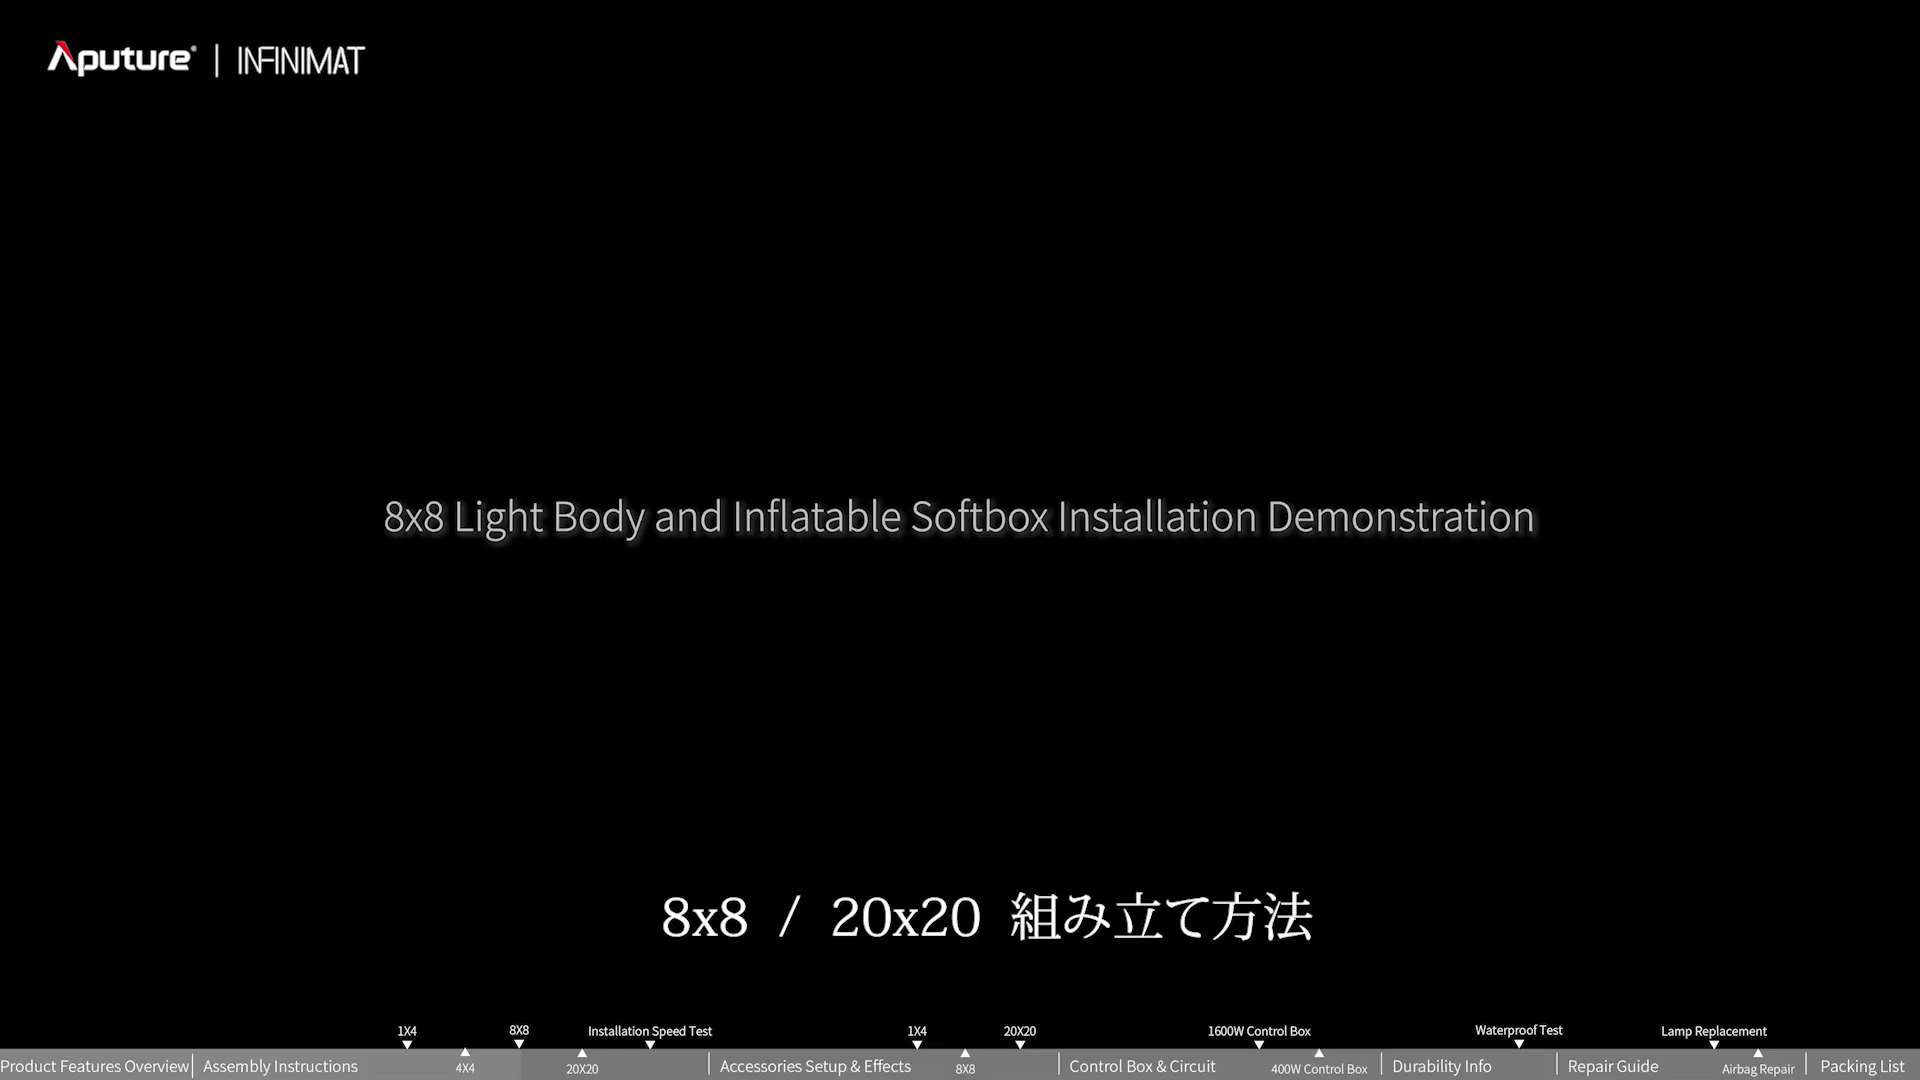 Aputure® | INFINIMAT
8x8 Light Body and Inflatable Softbox Installation Demonstration
8x8 / 20x20 組み立て方法
1X4 8X8 Installation Speed Test 1X4 20X20 1600W Control Box Waterproof Test Lamp Replacement
Product Features Overview Assembly Instructions 4X4 20X20 Accessories Setup & Effects 8X8 Control Box & Circuit 400W Control Box Durability Info Repair Guide Airbag Repair Packing List